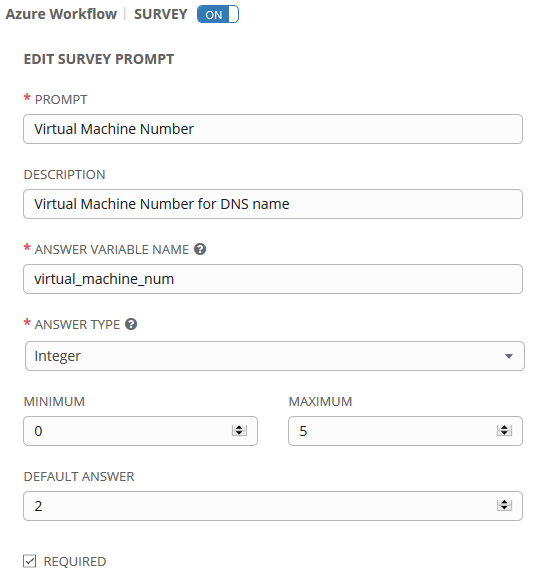 Azure Workflow | SURVEY ON
EDIT SURVEY PROMPT
* PROMPT
Virtual Machine Number
DESCRIPTION
Virtual Machine Number for DNS name
* ANSWER VARIABLE NAME ?
virtual_machine_num
* ANSWER TYPE ?
Integer
MINIMUM MAXIMUM
0 5
DEFAULT ANSWER
2
REQUIRED